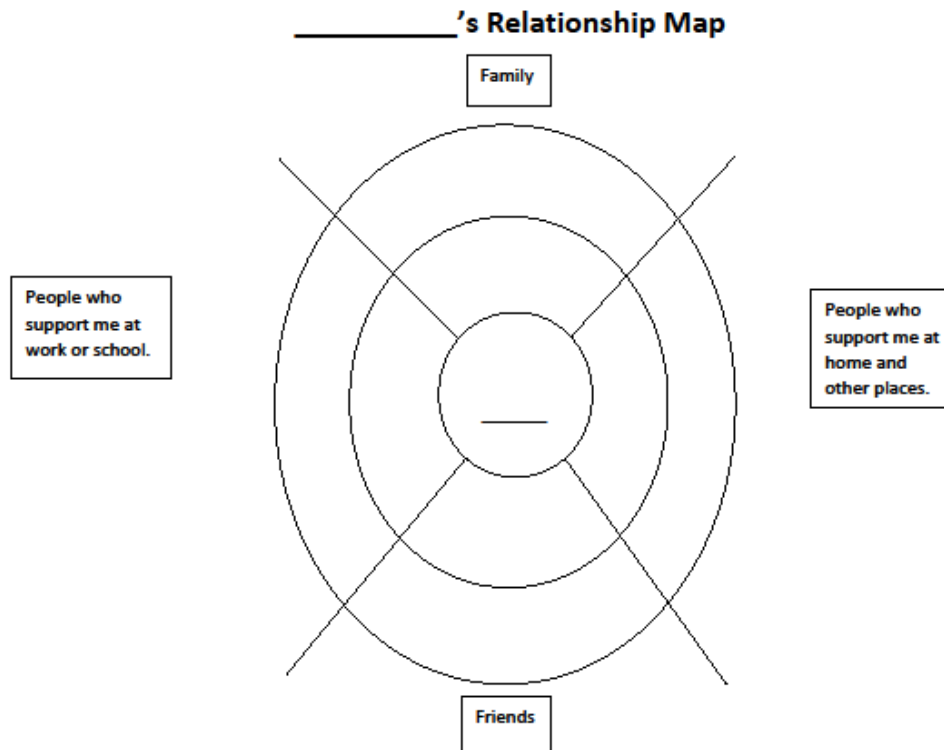 __________’s Relationship Map
Family
People who
support me at
work or school.
People who
support me at
home and
other places.
_____
Friends